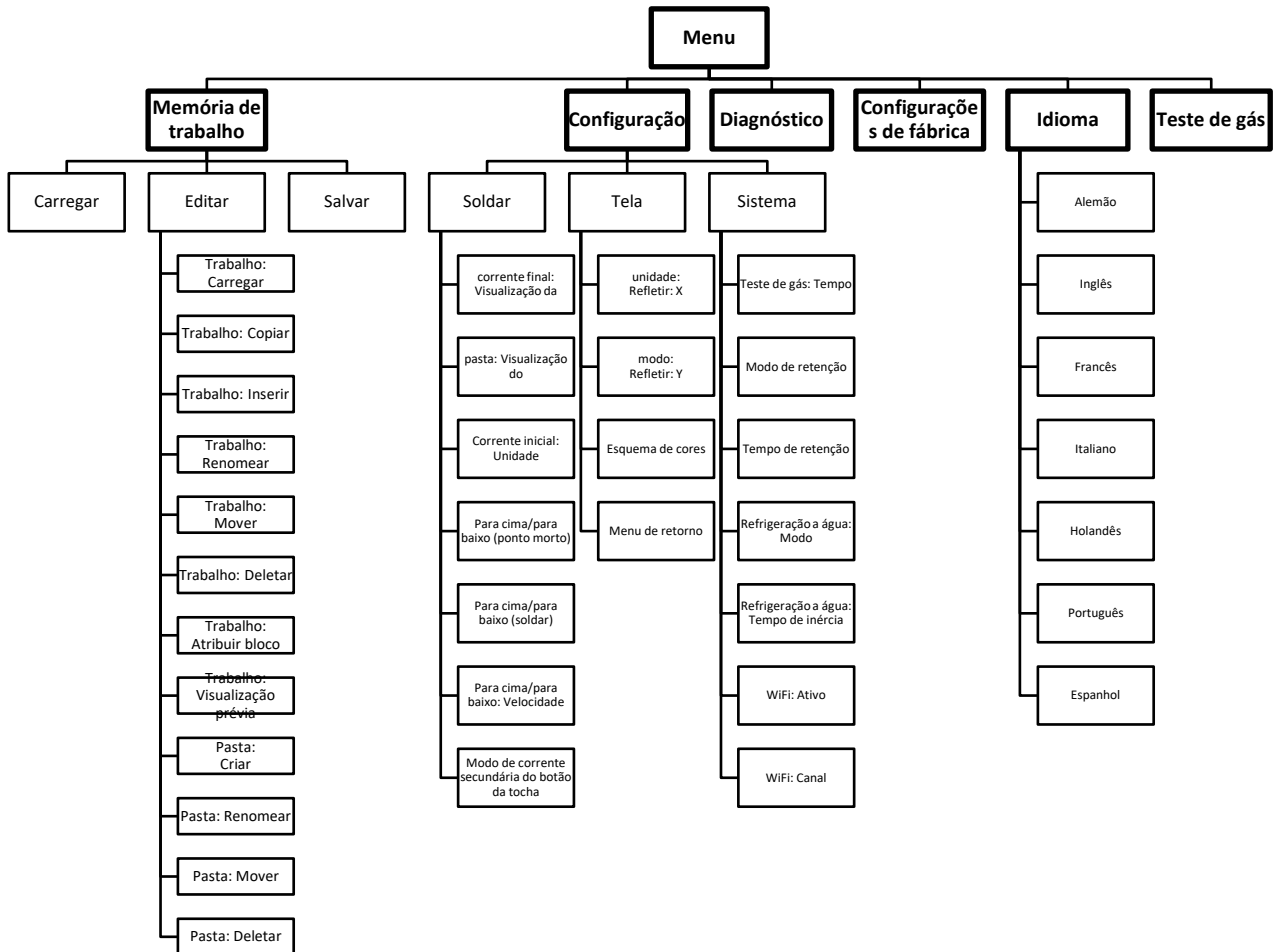 Menu
Memória de
trabalho
Configuração
Diagnóstico
Configuraçõe
s de fábrica
Idioma
Teste de gás
Carregar
Editar
Salvar
Soldar
Tela
Sistema
Trabalho:
Carregar
Trabalho: Copiar
Trabalho: Inserir
Trabalho:
Renomear
Trabalho:
Mover
Trabalho: Deletar
Trabalho:
Atribuir bloco
Trabalho:
Visualização
prévia
Pasta:
Criar
Pasta: Renomear
Pasta: Mover
Pasta: Deletar
corrente final:
Visualização da
pasta: Visualização
do
Corrente inicial:
Unidade
Para cima/para
baixo (ponto morto)
Para cima/para
baixo (soldar)
Para cima/para
baixo: Velocidade
Modo de corrente
secundária do botão
da tocha
unidade:
Refletir: X
modo:
Refletir: Y
Esquema de cores
Menu de retorno
Teste de gás: Tempo
Modo de retenção
Tempo de retenção
Refrigeração a água:
Modo
Refrigeração a água:
Tempo de inércia
WiFi: Ativo
WiFi: Canal
Alemão
Inglês
Francês
Italiano
Holandês
Português
Espanhol